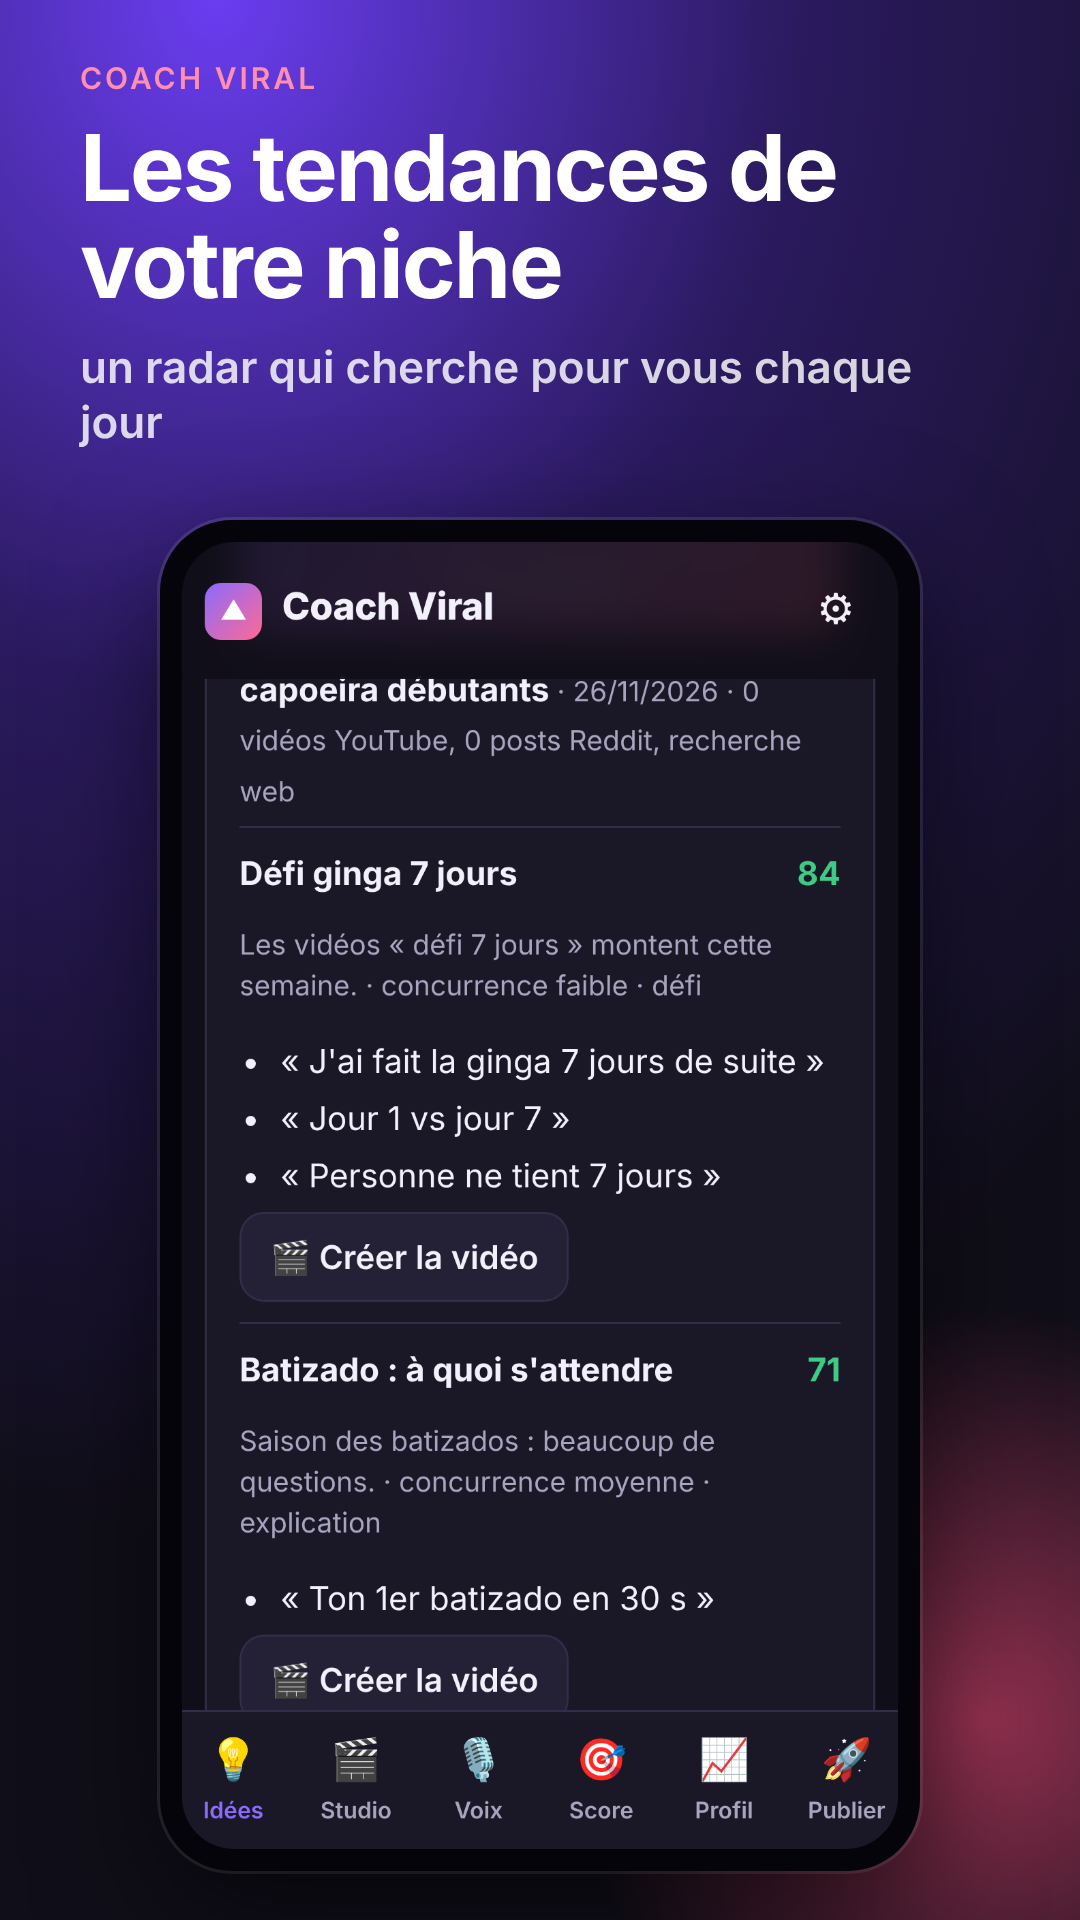 COACH VIRAL
Les tendances de
votre niche
un radar qui cherche pour vous chaque
jour
Coach Viral
capoeira débutants · 26/11/2026 · 0
vidéos YouTube, 0 posts Reddit, recherche
web
Défi ginga 7 jours 84
Les vidéos « défi 7 jours » montent cette
semaine. · concurrence faible · défi
• « J'ai fait la ginga 7 jours de suite »
• « Jour 1 vs jour 7 »
• « Personne ne tient 7 jours »
🎬 Créer la vidéo
Batizado : à quoi s'attendre 71
Saison des batizados : beaucoup de
questions. · concurrence moyenne ·
explication
• « Ton 1er batizado en 30 s »
🎬 Créer la vidéo
Idées Studio Voix Score Profil Publier